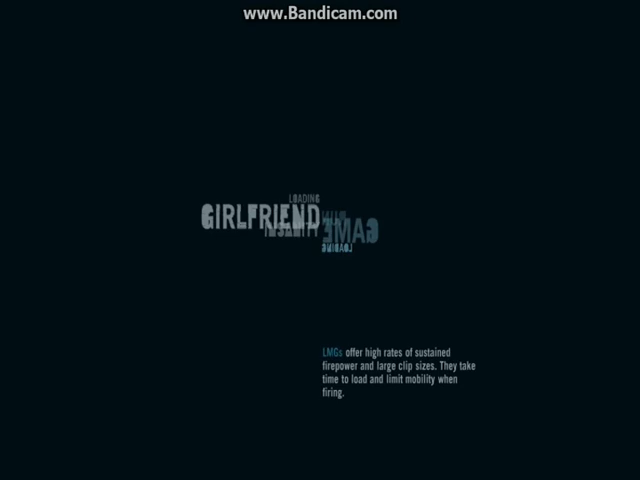 www.Bandicam.com
LOADING
GIRLFRIEND
INSANITY
GAME
LOADING
LMGs offer high rates of sustained
firepower and large clip sizes. They take
time to load and limit mobility when
firing.